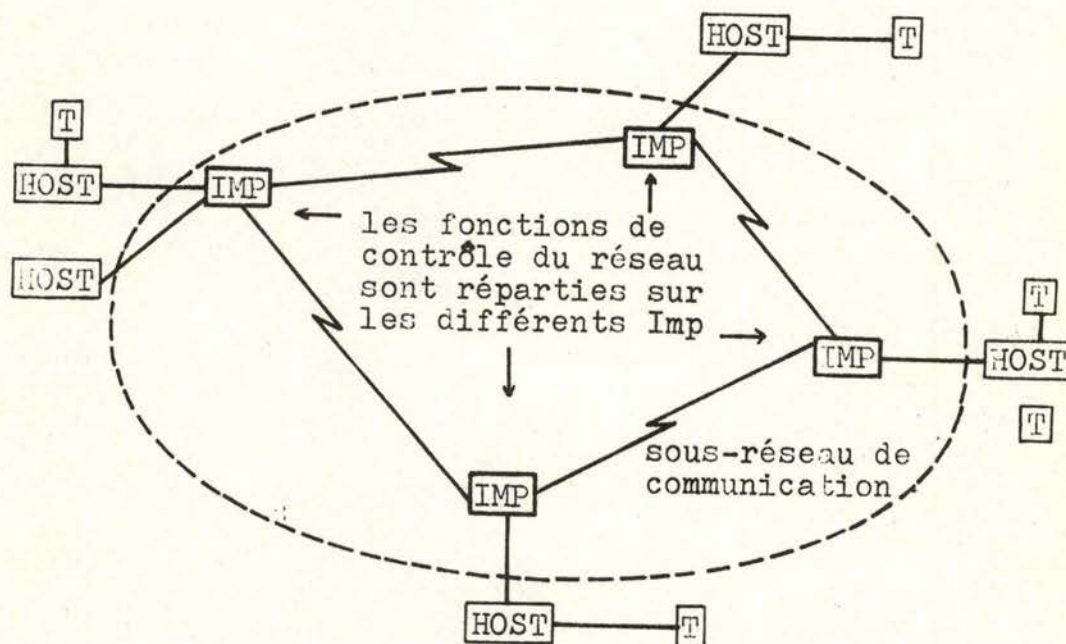 HOST T
T
IMP
HOST IMP
HOST
les fonctions de
contrôle du réseau
sont réparties sur
les différents Imp
T
IMP HOST
T
sous-réseau de
communication
IMP
HOST T